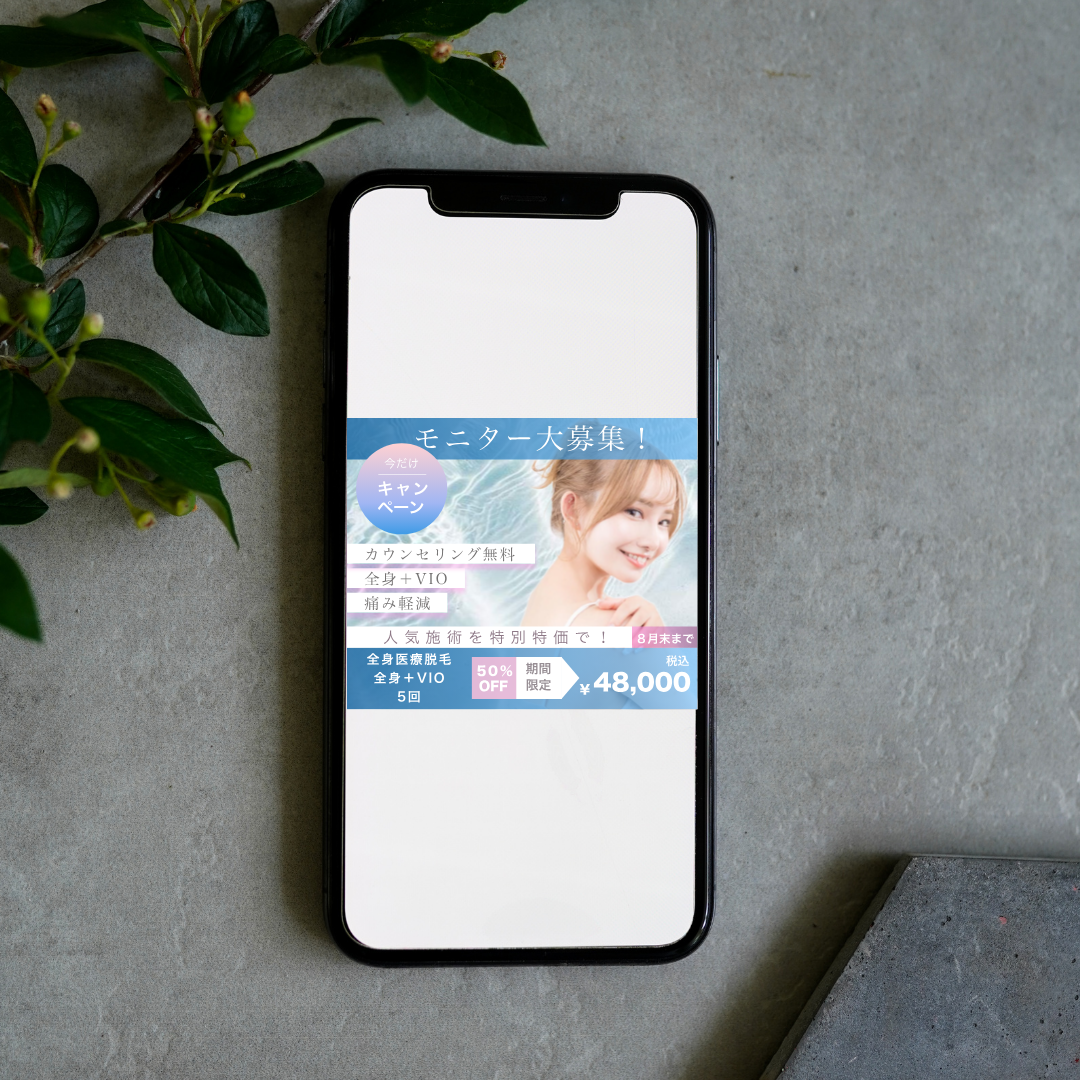 モニター大募集！
今だけ
キャン
ペーン
カウンセリング無料
全身＋VIO
痛み軽減
人気施術を特別特価で！
8月末まで
全身医療脱毛
全身＋VIO
5回
50%
OFF
期間
限定
税込
¥48,000